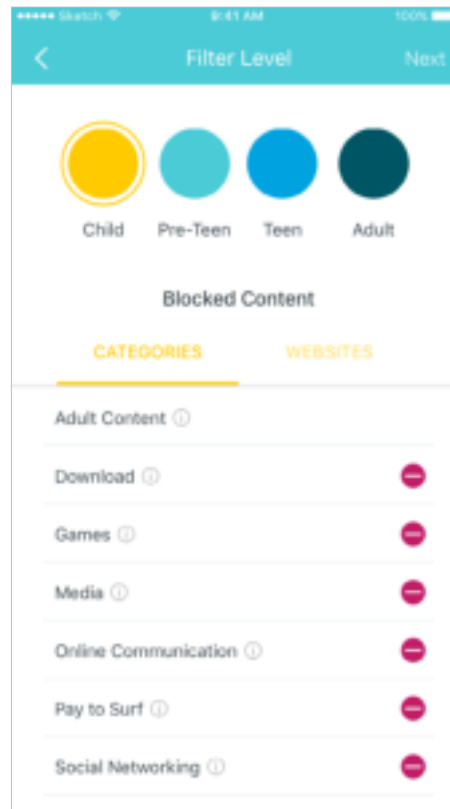 Sketch 9:41 AM 100%
Filter Level Next
Child Pre-Teen Teen Adult
Blocked Content
CATEGORIES WEBSITES
Adult Content
Download
Games
Media
Online Communication
Pay to Surf
Social Networking